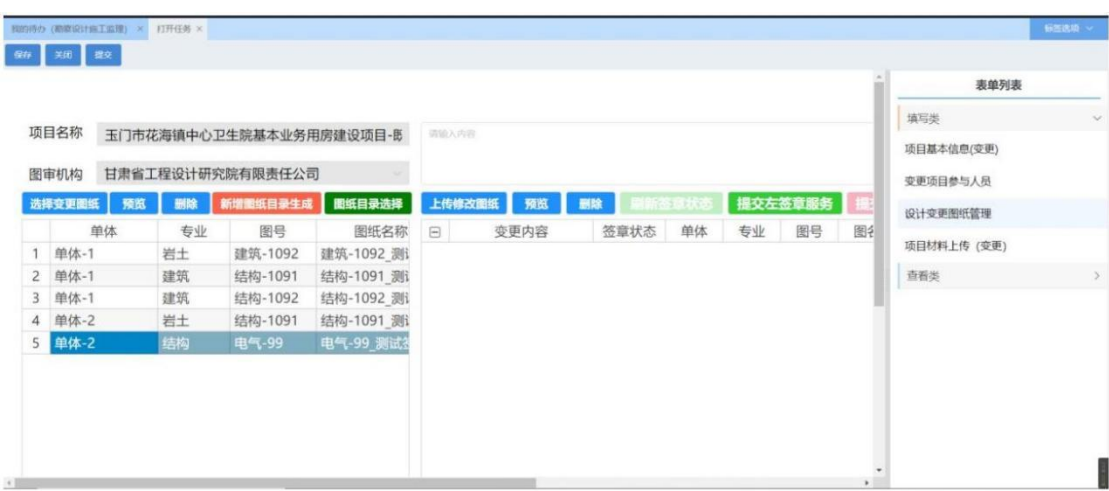 我的待办 (勘察设计施工监理) × 打开任务 × 标签选项
保存 关闭 提交
表单列表
填写类
项目基本信息(变更)
变更项目参与人员
设计变更图纸管理
项目材料上传 (变更)
查看类
项目名称 玉门市花海镇中心卫生院基本业务用房建设项目-医 请输入内容
图审机构 甘肃省工程设计研究院有限责任公司
选择变更图纸 预览 删除 新增图纸目录生成 图纸目录选择 上传修改图纸 预览 删除 刷新签章状态 提交左签章服务
单体 专业 图号 图纸名称 变更内容 签章状态 单体 专业 图号 图名
1 单体-1 岩土 建筑-1092 建筑-1092_测试
2 单体-1 建筑 结构-1091 结构-1091_测试
3 单体-1 建筑 结构-1092 结构-1092_测试
4 单体-2 岩土 结构-1091 结构-1091_测试
5 单体-2 结构 电气-99 电气-99_测试签